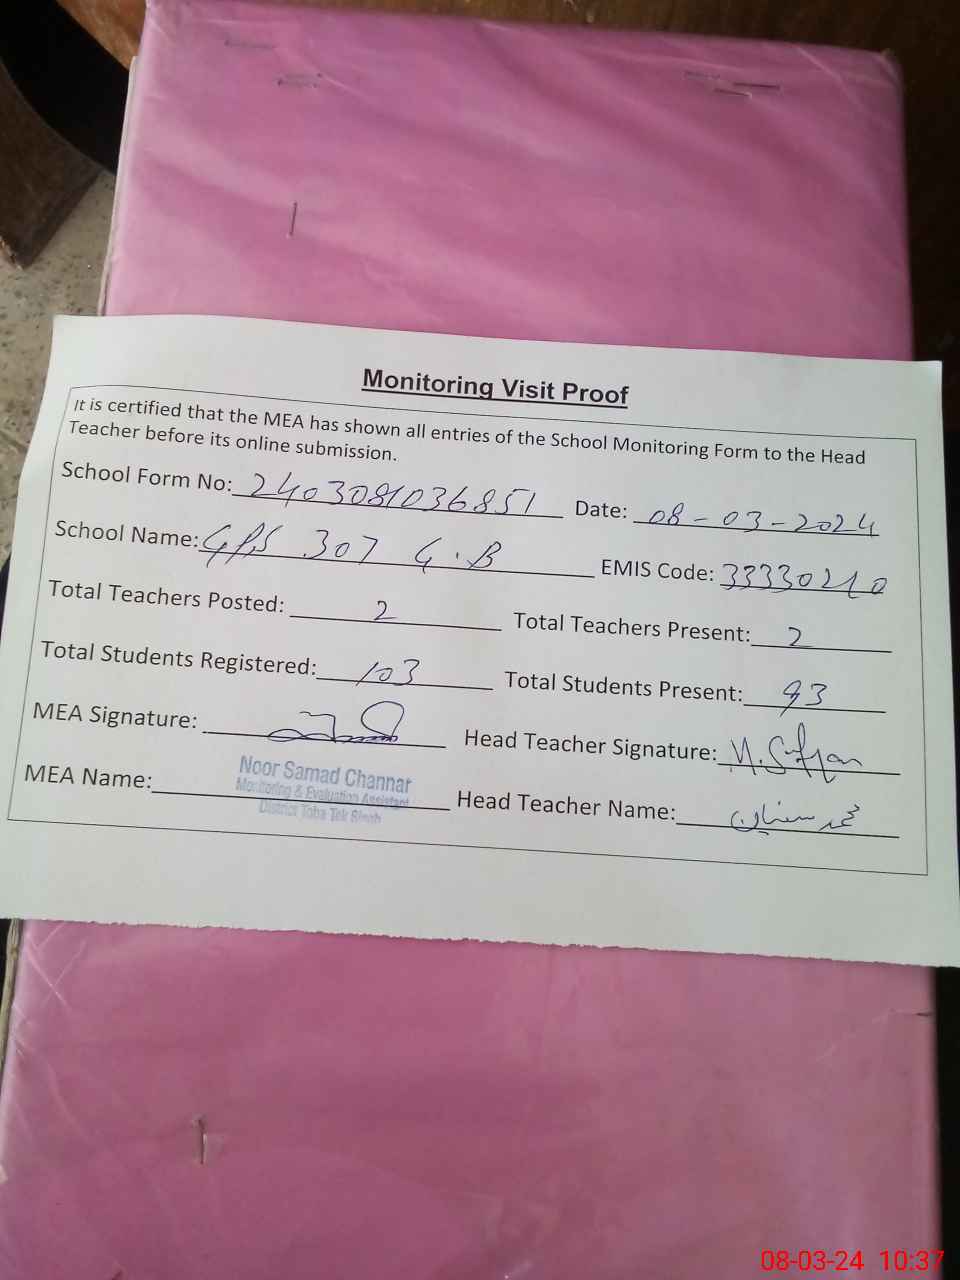 Monitoring Visit Proof
It is certified that the MEA has shown all entries of the School Monitoring Form to the Head
Teacher before its online submission.
School Form No: 2403081036851 Date: 08-03-2024
School Name: GPS 307 G.B EMIS Code: 33330210
Total Teachers Posted: 2 Total Teachers Present: 2
Total Students Registered: 103 Total Students Present: 93
MEA Signature: Head Teacher Signature: M. Sufyan
MEA Name: Noor Samad Channar Head Teacher Name: محمد سفیان
Monitoring & Evaluation Assistant
District Toba Tek Singh
08-03-24 10:37